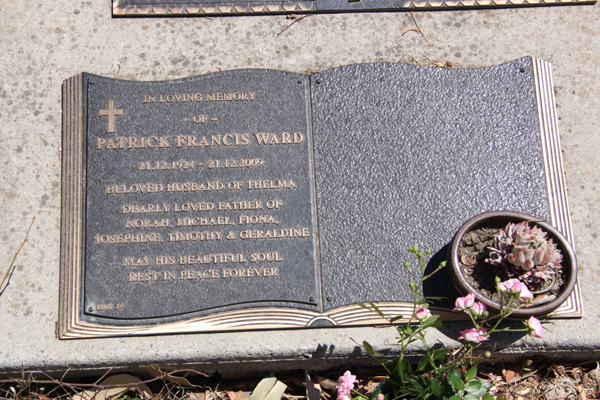 IN LOVING MEMORY
- OF -
PATRICK FRANCIS WARD
21.12.1924 - 21.12.2009
BELOVED HUSBAND OF THELMA
DEARLY LOVED FATHER OF
NORAH, MICHAEL, FIONA,
JOSEPHINE, TIMOTHY & GERALDINE
MAY HIS BEAUTIFUL SOUL
REST IN PEACE FOREVER